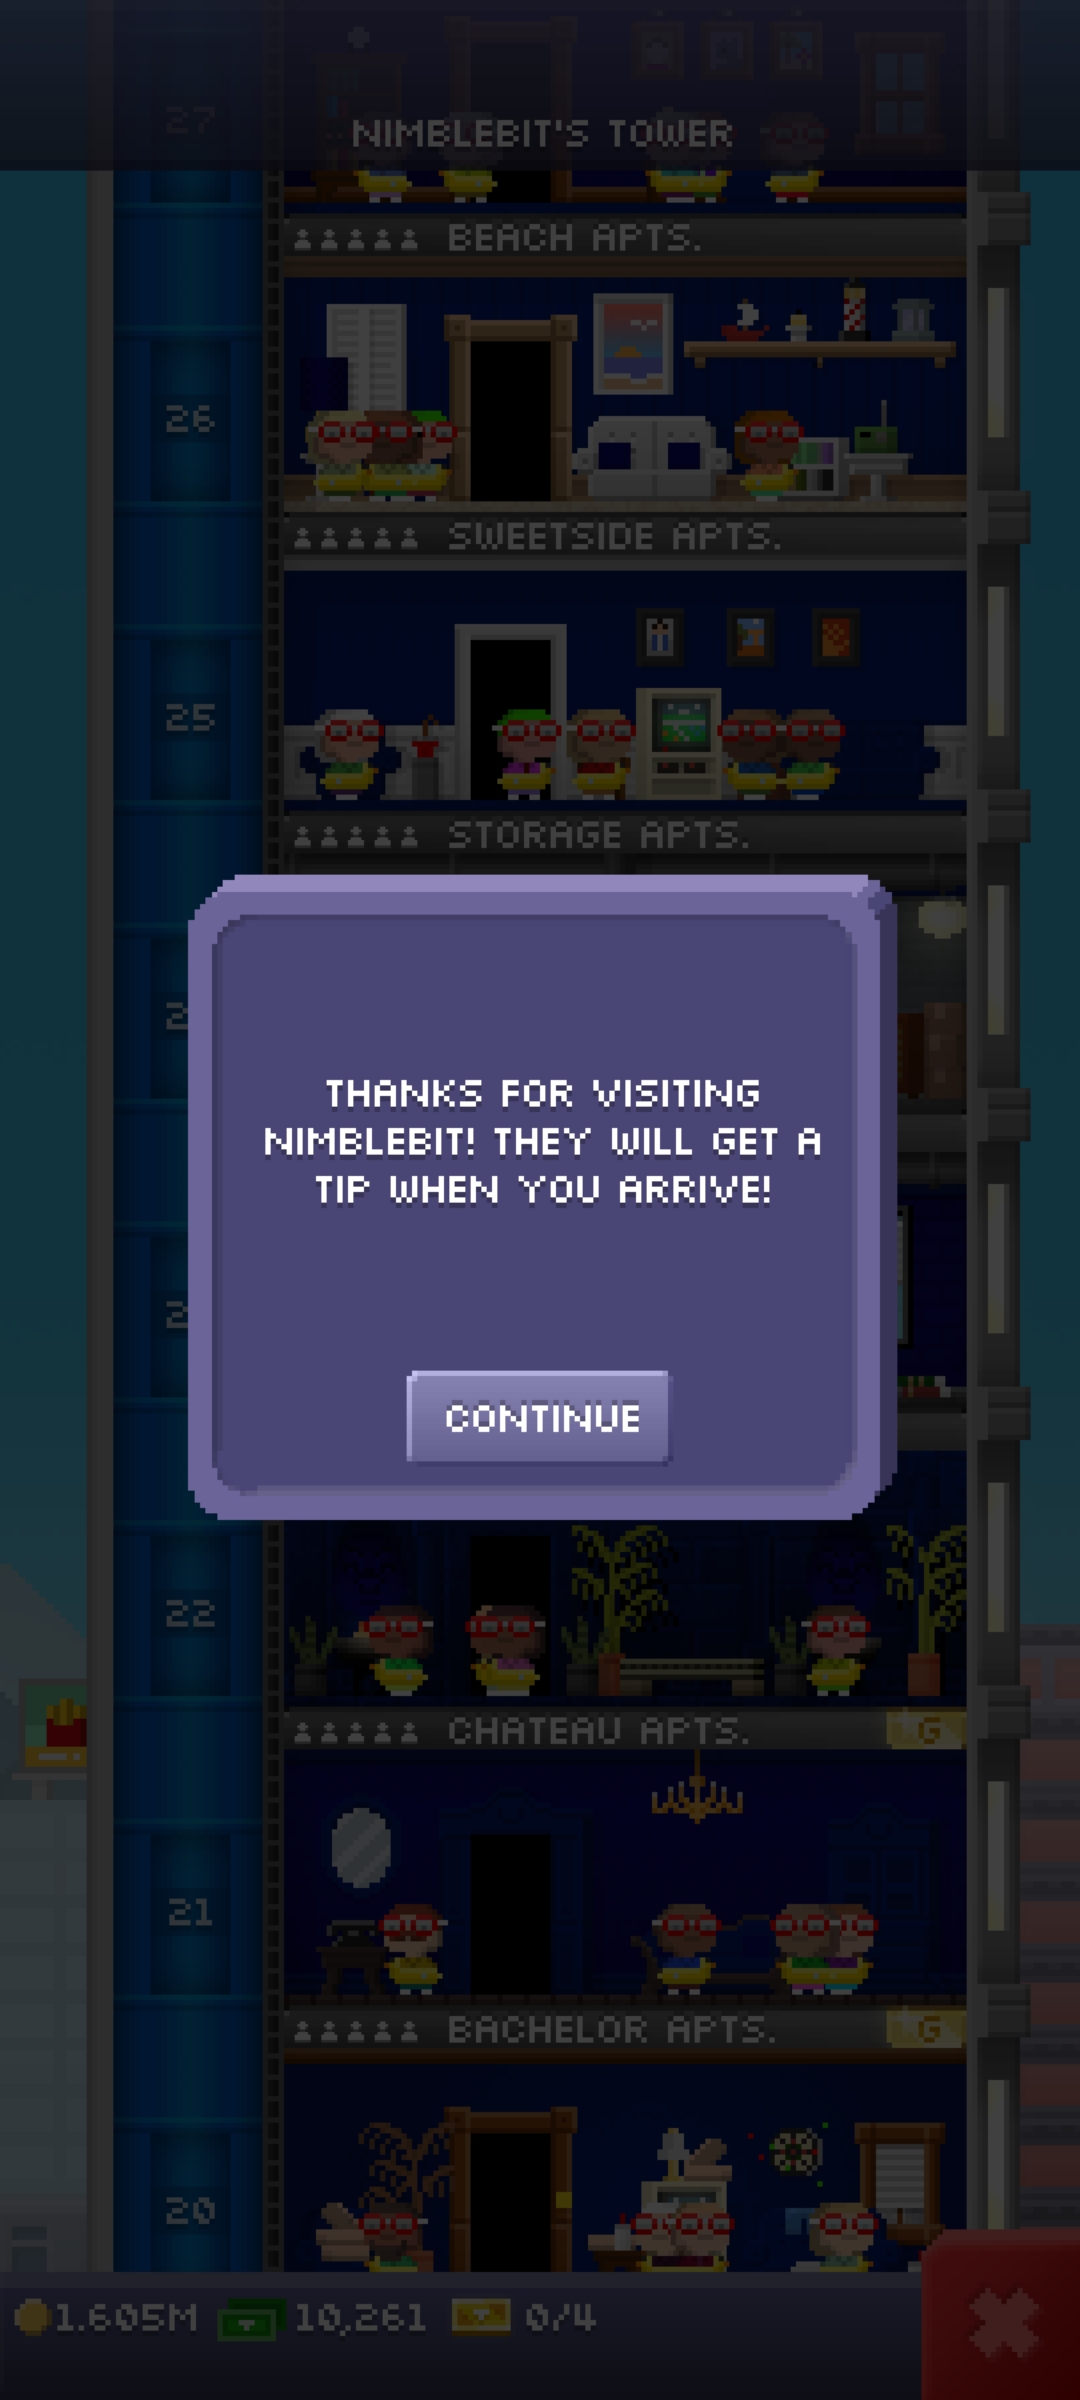 27
NIMBLEBIT'S TOWER
BEACH APTS.
26
SWEETSIDE APTS.
25
STORAGE APTS.
THANKS FOR VISITING
NIMBLEBIT! THEY WILL GET A
TIP WHEN YOU ARRIVE!
CONTINUE
22
CHATEAU APTS.
G
21
BACHELOR APTS.
G
20
1.605M 10,261 0/4